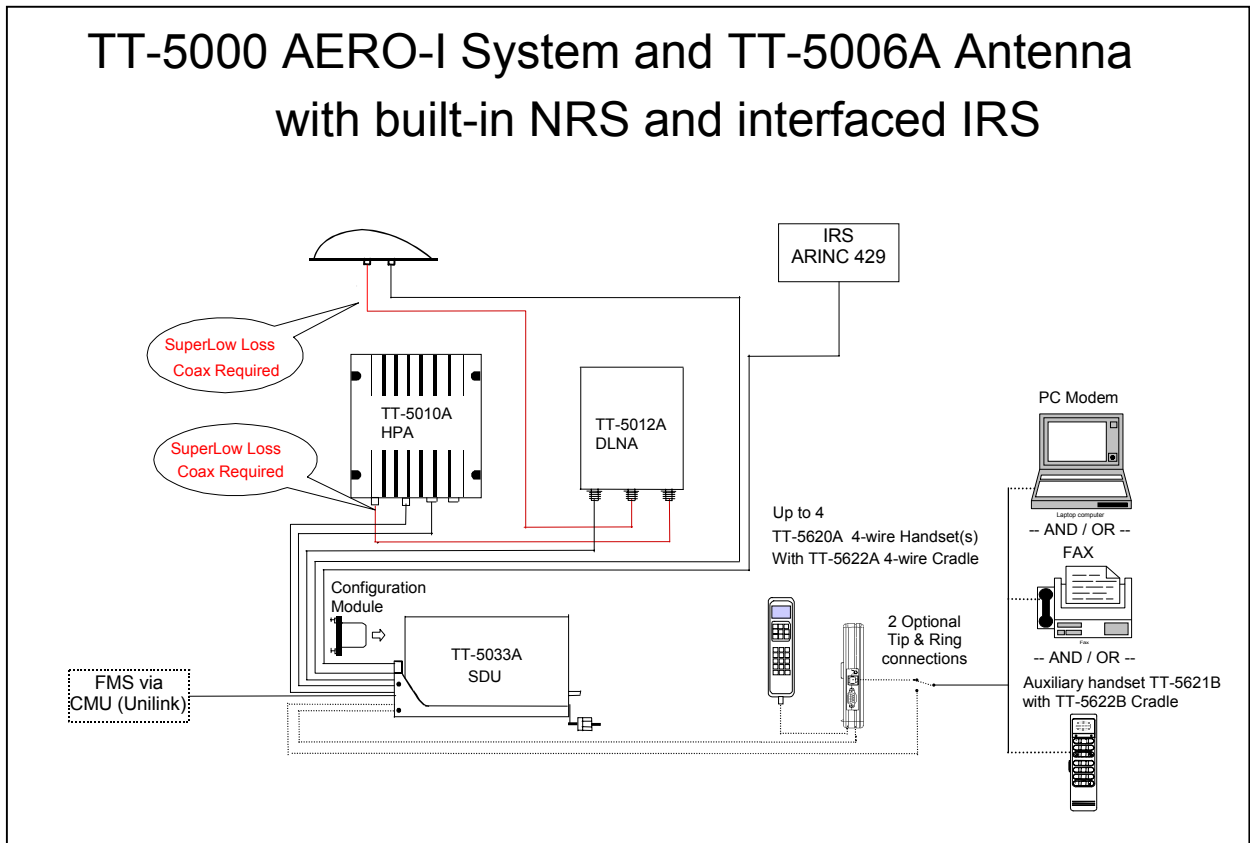 TT-5000 AERO-I System and TT-5006A Antenna
with built-in NRS and interfaced IRS
IRS
ARINC 429
SuperLow Loss
Coax Required
TT-5010A
HPA
TT-5012A
DLNA
SuperLow Loss
Coax Required
PC Modem
Laptop computer
-- AND / OR --
FAX
Fax
-- AND / OR --
Auxiliary handset TT-5621B
with TT-5622B Cradle
Up to 4
TT-5620A 4-wire Handset(s)
With TT-5622A 4-wire Cradle
2 Optional
Tip & Ring
connections
Configuration
Module
TT-5033A
SDU
FMS via
CMU (Unilink)